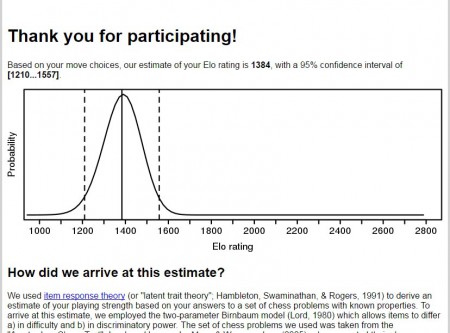 Thank you for participating!
Based on your move choices, our estimate of your Elo rating is 1384, with a 95% confidence interval of
[1210...1557].
Probability
1000 1200 1400 1600 1800 2000 2200 2400 2600 2800
Elo rating
How did we arrive at this estimate?
We used item response theory (or "latent trait theory"; Hambleton, Swaminathan, & Rogers, 1991) to derive an
estimate of your playing strength based on your answers to a set of chess problems with known properties. To
arrive at this estimate, we employed the two-parameter Birnbaum model (Lord, 1980) which allows items to differ
a) in difficulty and b) in discriminatory power. The set of chess problems we used was taken from the